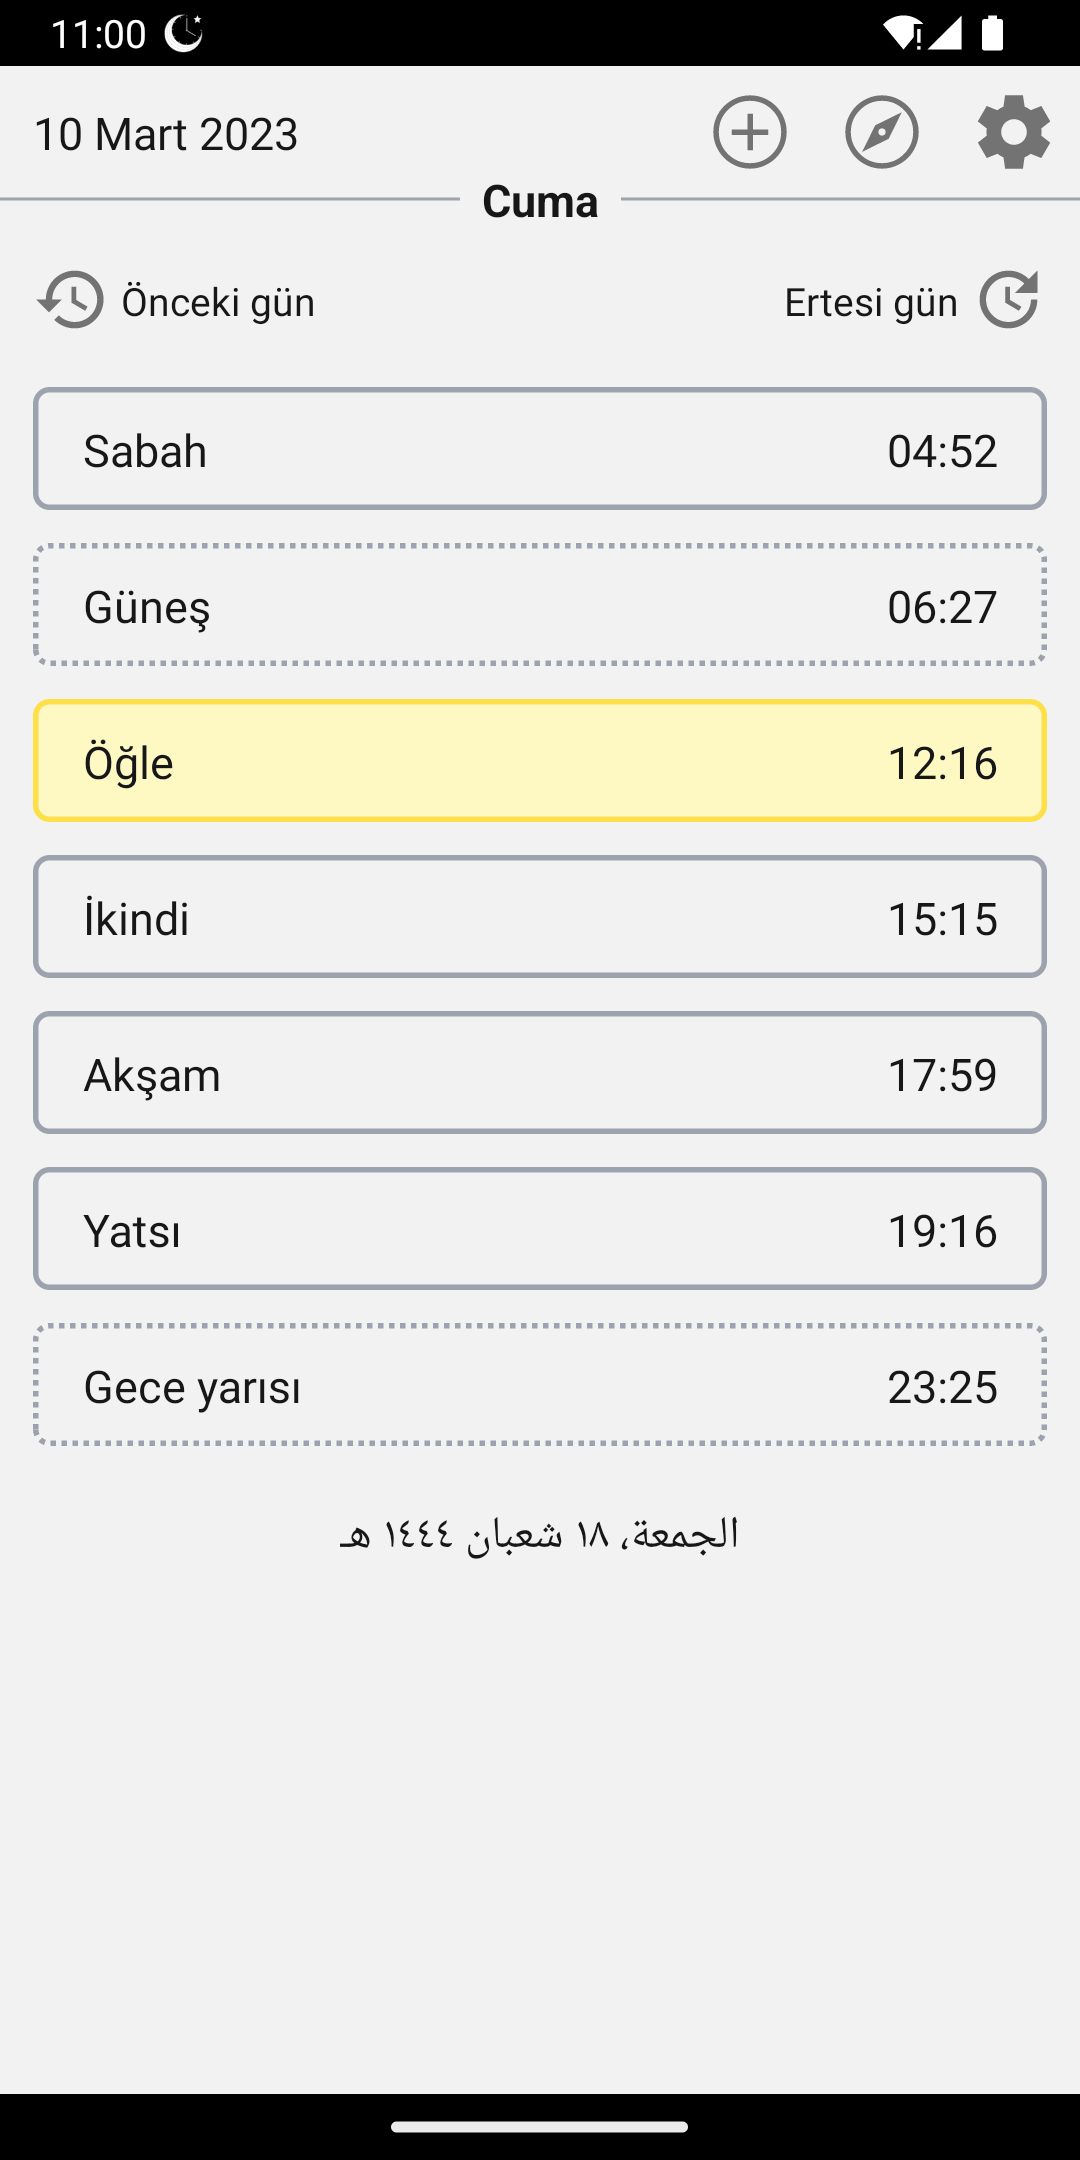 11:00
10 Mart 2023
Cuma
Önceki gün Ertesi gün
Sabah 04:52
Güneş 06:27
Öğle 12:16
İkindi 15:15
Akşam 17:59
Yatsı 19:16
Gece yarısı 23:25
الجمعة، ١٨ شعبان ١٤٤٤ هـ